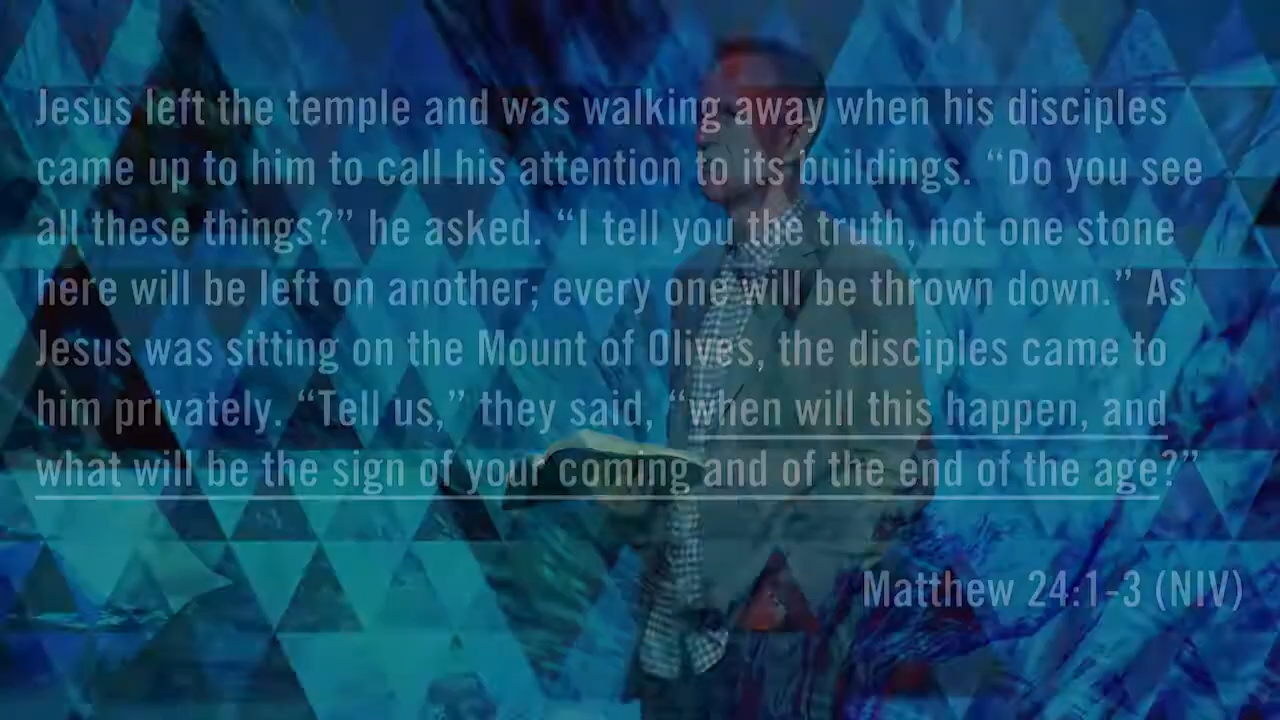 Jesus left the temple and was walking away when his disciples
came up to him to call his attention to its buildings. “Do you see
all these things?” he asked. “I tell you the truth, not one stone
here will be left on another; every one will be thrown down.” As
Jesus was sitting on the Mount of Olives, the disciples came to
him privately. “Tell us,” they said, “when will this happen, and
what will be the sign of your coming and of the end of the age?”
Matthew 24:1-3 (NIV)